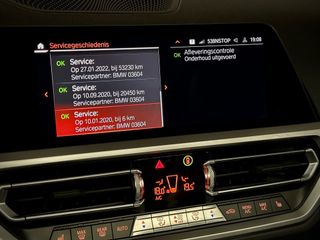 Servicegeschiedenis
538NSTOP 19:08
OK Service:
Op 27.01.2022, bij 53230 km
Servicepartner: BMW 03604
OK Service:
Op 10.09.2020, bij 20450 km
Servicepartner: BMW 03604
OK Service:
Op 10.01.2020, bij 6 km
Servicepartner: BMW 03604
OK Afleveringscontrole
Onderhoud uitgevoerd
A/C